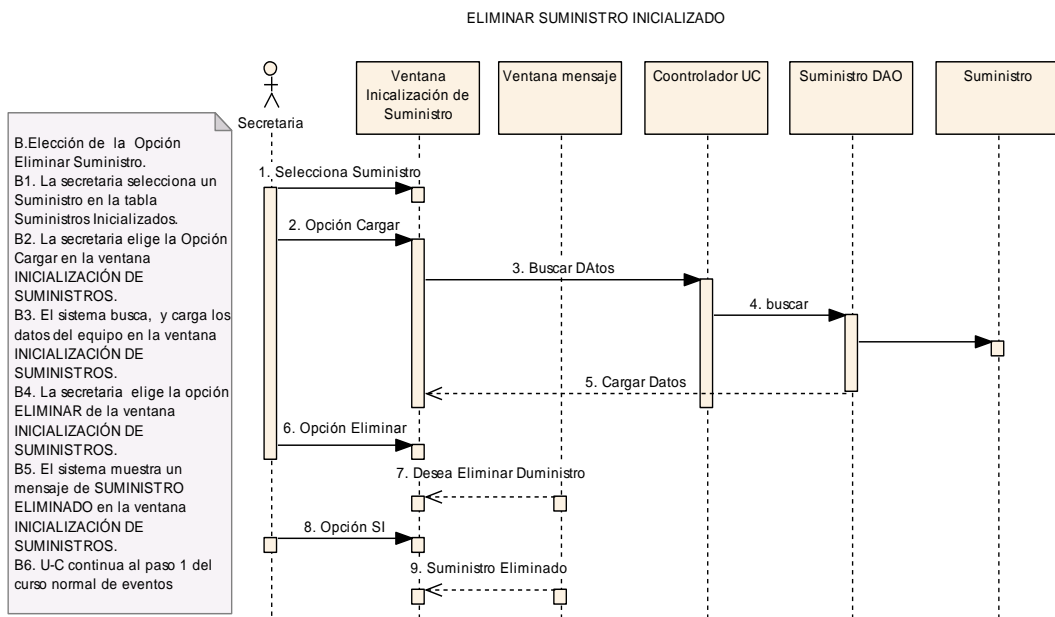 ELIMINAR SUMINISTRO INICIALIZADO
Secretaria
Ventana
Inicalización de
Suministro
Ventana mensaje
Coontrolador UC
Suministro DAO
Suministro
B.Elección de la Opción
Eliminar Suministro.
B1. La secretaria selecciona un
Suministro en la tabla
Suministros Inicializados.
B2. La secretaria elige la Opción
Cargar en la ventana
INICIALIZACIÓN DE
SUMINISTROS.
B3. El sistema busca, y carga los
datos del equipo en la ventana
INICIALIZACIÓN DE
SUMINISTROS.
B4. La secretaria elige la opción
ELIMINAR de la ventana
INICIALIZACIÓN DE
SUMINISTROS.
B5. El sistema muestra un
mensaje de SUMINISTRO
ELIMINADO en la ventana
INICIALIZACIÓN DE
SUMINISTROS.
B6. U-C continua al paso 1 del
curso normal de eventos
1. Selecciona Suministro
2. Opción Cargar
3. Buscar DAtos
4. buscar
5. Cargar Datos
6. Opción Eliminar
7. Desea Eliminar Duministro
8. Opción SI
9. Suministro Eliminado